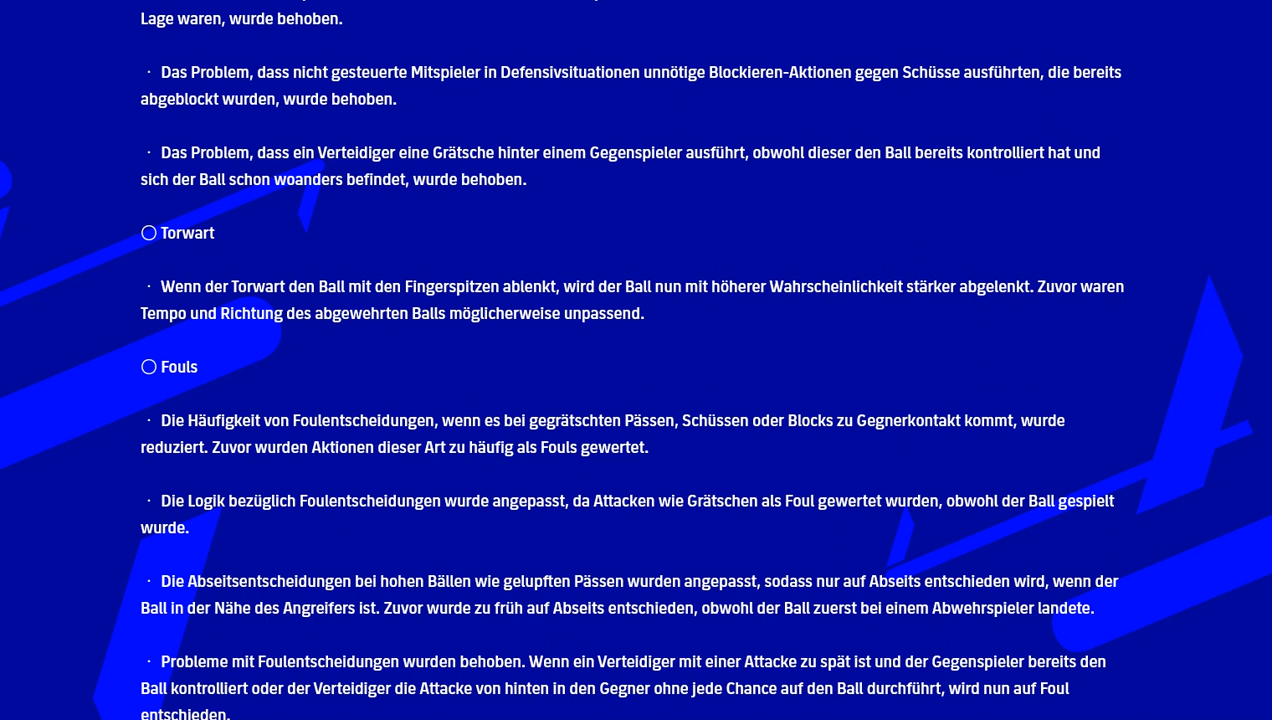 Lage waren, wurde behoben.
· Das Problem, dass nicht gesteuerte Mitspieler in Defensivsituationen unnötige Blockieren-Aktionen gegen Schüsse ausführten, die bereits
abgeblockt wurden, wurde behoben.
· Das Problem, dass ein Verteidiger eine Grätsche hinter einem Gegenspieler ausführt, obwohl dieser den Ball bereits kontrolliert hat und
sich der Ball schon woanders befindet, wurde behoben.
○ Torwart
· Wenn der Torwart den Ball mit den Fingerspitzen ablenkt, wird der Ball nun mit höherer Wahrscheinlichkeit stärker abgelenkt. Zuvor waren
Tempo und Richtung des abgewehrten Balls möglicherweise unpassend.
○ Fouls
· Die Häufigkeit von Foulentscheidungen, wenn es bei gegrätschten Pässen, Schüssen oder Blocks zu Gegnerkontakt kommt, wurde
reduziert. Zuvor wurden Aktionen dieser Art zu häufig als Fouls gewertet.
· Die Logik bezüglich Foulentscheidungen wurde angepasst, da Attacken wie Grätschen als Foul gewertet wurden, obwohl der Ball gespielt
wurde.
· Die Abseitsentscheidungen bei hohen Bällen wie gelupften Pässen wurden angepasst, sodass nur auf Abseits entschieden wird, wenn der
Ball in der Nähe des Angreifers ist. Zuvor wurde zu früh auf Abseits entschieden, obwohl der Ball zuerst bei einem Abwehrspieler landete.
· Probleme mit Foulentscheidungen wurden behoben. Wenn ein Verteidiger mit einer Attacke zu spät ist und der Gegenspieler bereits den
Ball kontrolliert oder der Verteidiger die Attacke von hinten in den Gegner ohne jede Chance auf den Ball durchführt, wird nun auf Foul
entschieden.